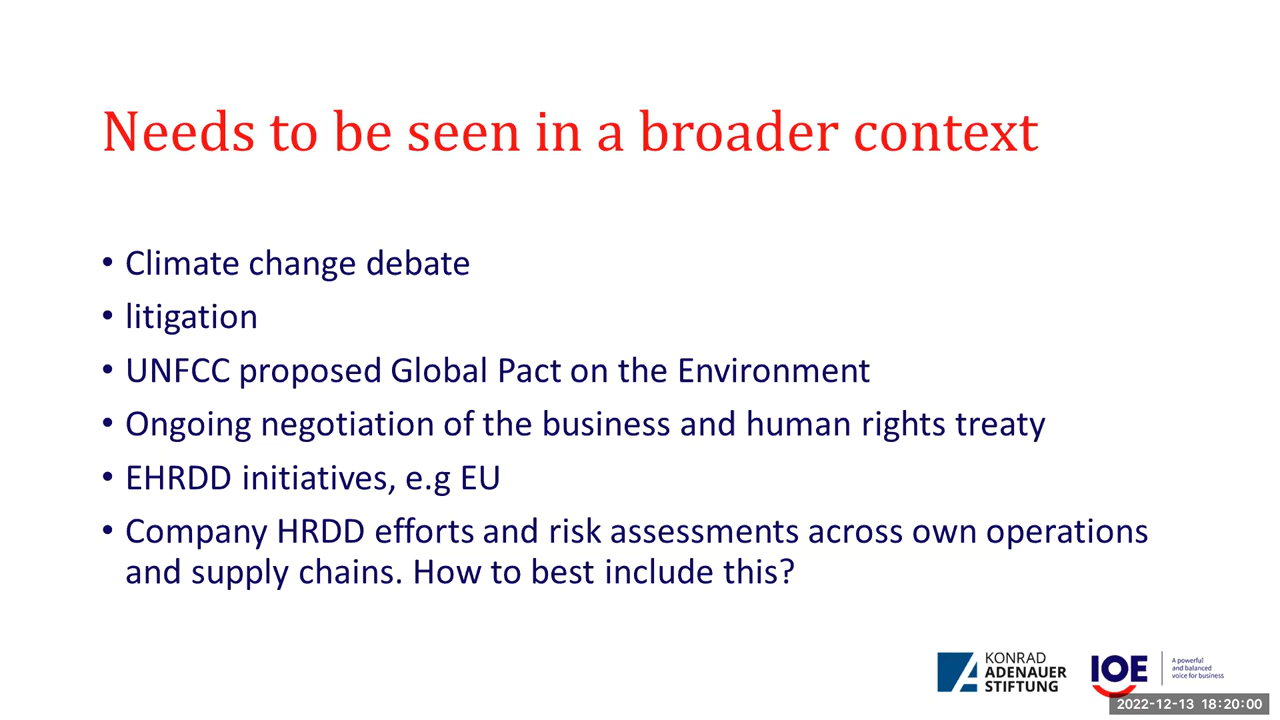 Needs to be seen in a broader context
• Climate change debate
• litigation
• UNFCC proposed Global Pact on the Environment
• Ongoing negotiation of the business and human rights treaty
• EHRDD initiatives, e.g EU
• Company HRDD efforts and risk assessments across own operations
and supply chains. How to best include this?
KONRAD
ADENAUER
STIFTUNG
IOE
A powerful
and balanced
voice for business
2022-12-13 18:20:00